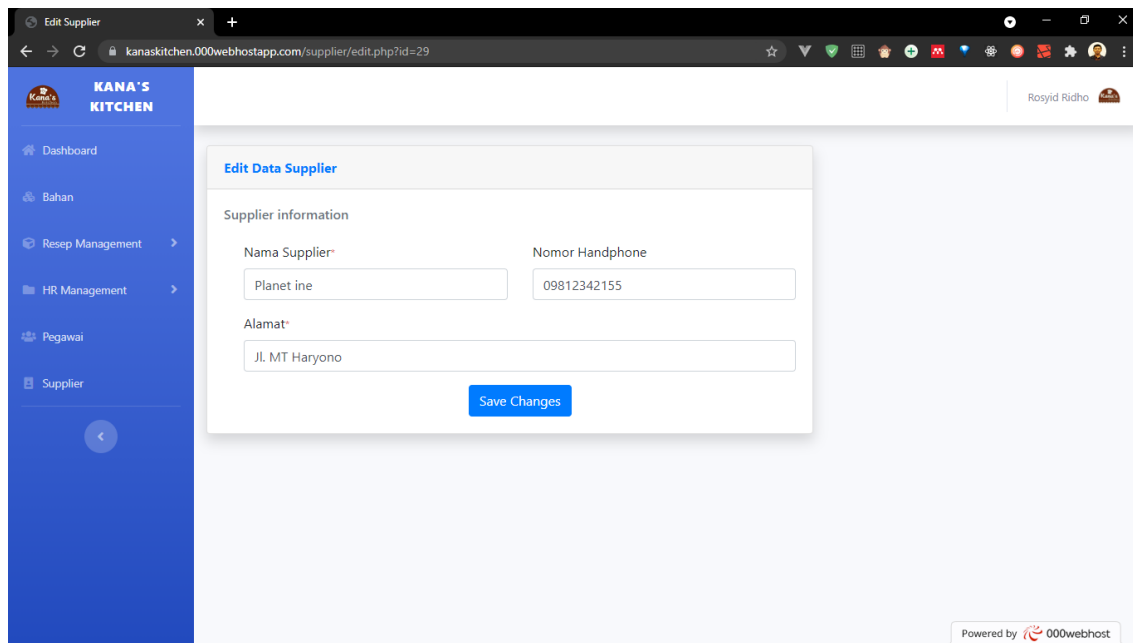 Edit Supplier
kanaskitchen.000webhostapp.com/supplier/edit.php?id=29
Kana's
KANA'S
KITCHEN
Rosyid Ridho
Dashboard
Bahan
Resep Management
HR Management
Pegawai
Supplier
Edit Data Supplier
Supplier information
Nama Supplier*
Nomor Handphone
Planet ine
09812342155
Alamat*
Jl. MT Haryono
Save Changes
Powered by 000webhost